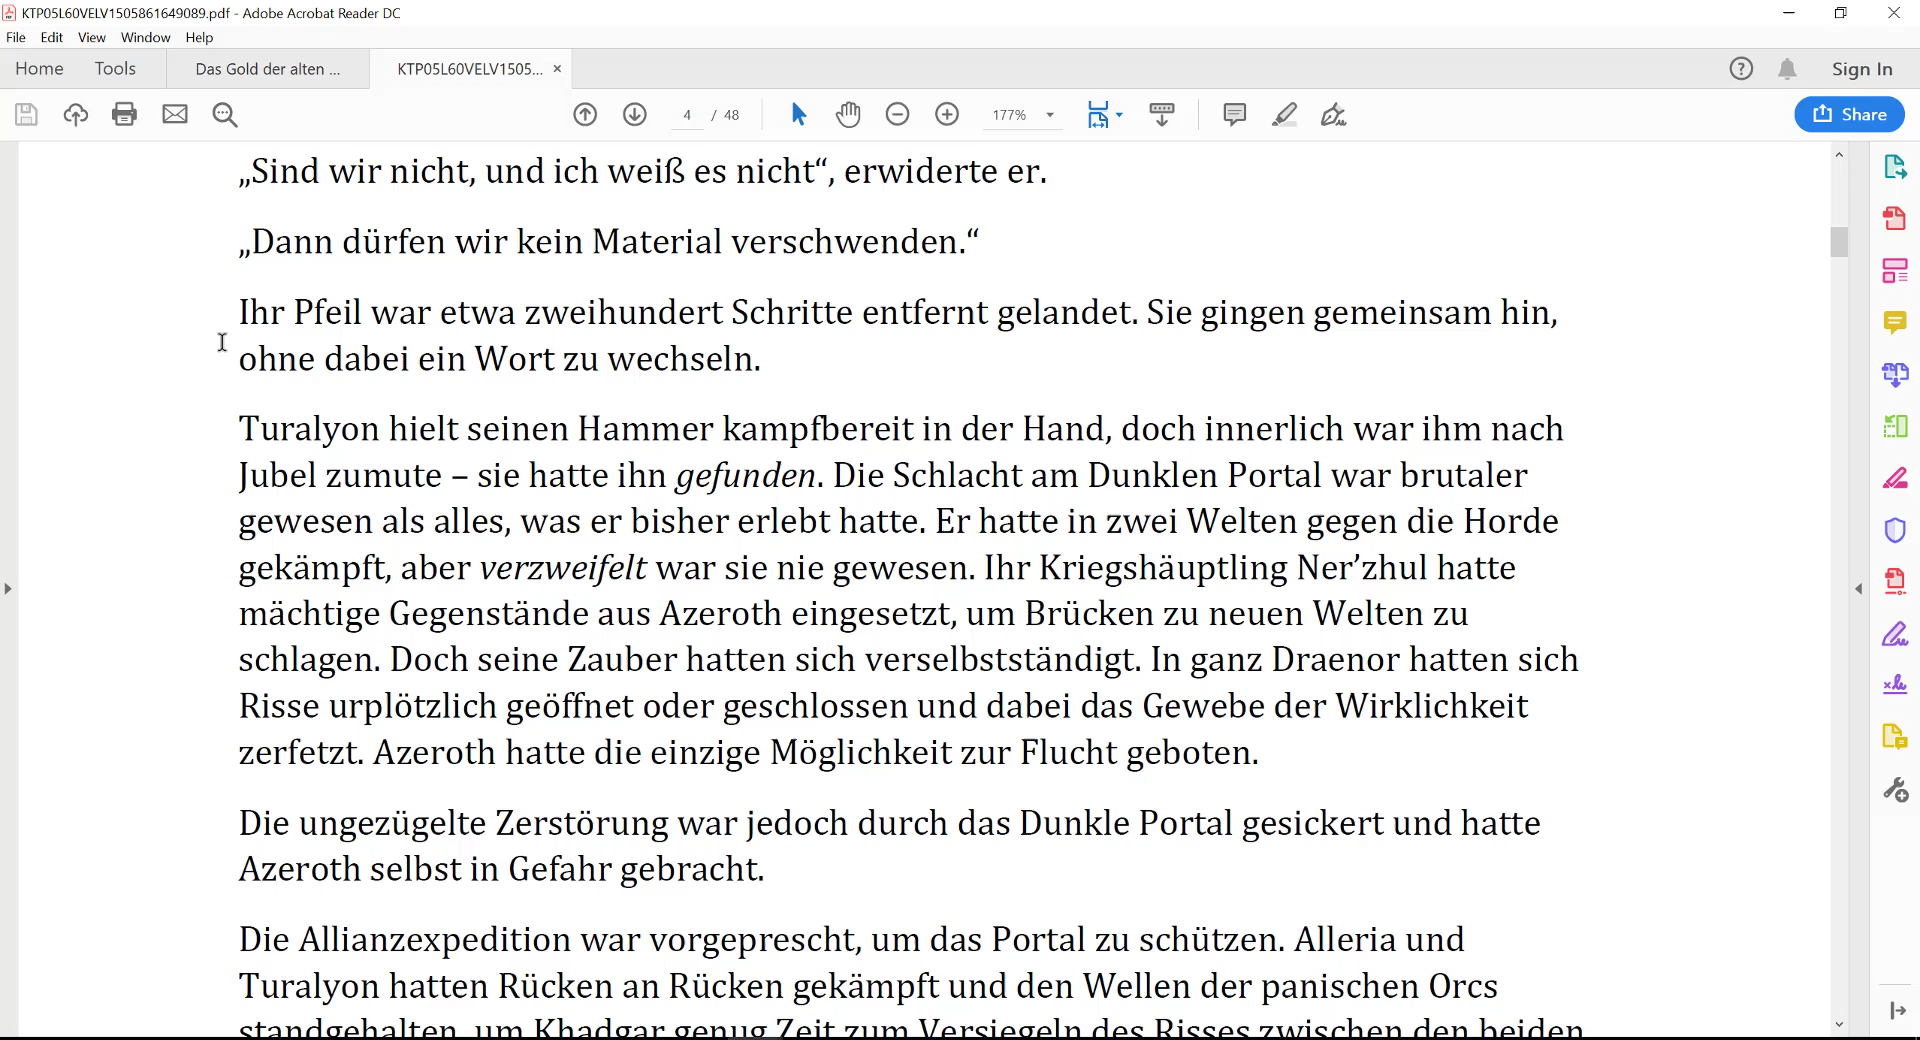 KTP05L60VELV1505861649089.pdf - Adobe Acrobat Reader DC
File Edit View Window Help
Home Tools Das Gold der alten ... KTP05L60VELV1505... × Sign In
4 / 48 177% Share
„Sind wir nicht, und ich weiß es nicht“, erwiderte er.
„Dann dürfen wir kein Material verschwenden.“
Ihr Pfeil war etwa zweihundert Schritte entfernt gelandet. Sie gingen gemeinsam hin,
ohne dabei ein Wort zu wechseln.
Turalyon hielt seinen Hammer kampfbereit in der Hand, doch innerlich war ihm nach
Jubel zumute – sie hatte ihn gefunden. Die Schlacht am Dunklen Portal war brutaler
gewesen als alles, was er bisher erlebt hatte. Er hatte in zwei Welten gegen die Horde
gekämpft, aber verzweifelt war sie nie gewesen. Ihr Kriegshäuptling Ner’zhul hatte
mächtige Gegenstände aus Azeroth eingesetzt, um Brücken zu neuen Welten zu
schlagen. Doch seine Zauber hatten sich verselbstständigt. In ganz Draenor hatten sich
Risse urplötzlich geöffnet oder geschlossen und dabei das Gewebe der Wirklichkeit
zerfetzt. Azeroth hatte die einzige Möglichkeit zur Flucht geboten.
Die ungezügelte Zerstörung war jedoch durch das Dunkle Portal gesickert und hatte
Azeroth selbst in Gefahr gebracht.
Die Allianzexpedition war vorgeprescht, um das Portal zu schützen. Alleria und
Turalyon hatten Rücken an Rücken gekämpft und den Wellen der panischen Orcs
standgehalten, um Khadgar genug Zeit zum Versiegeln des Risses zwischen den beiden